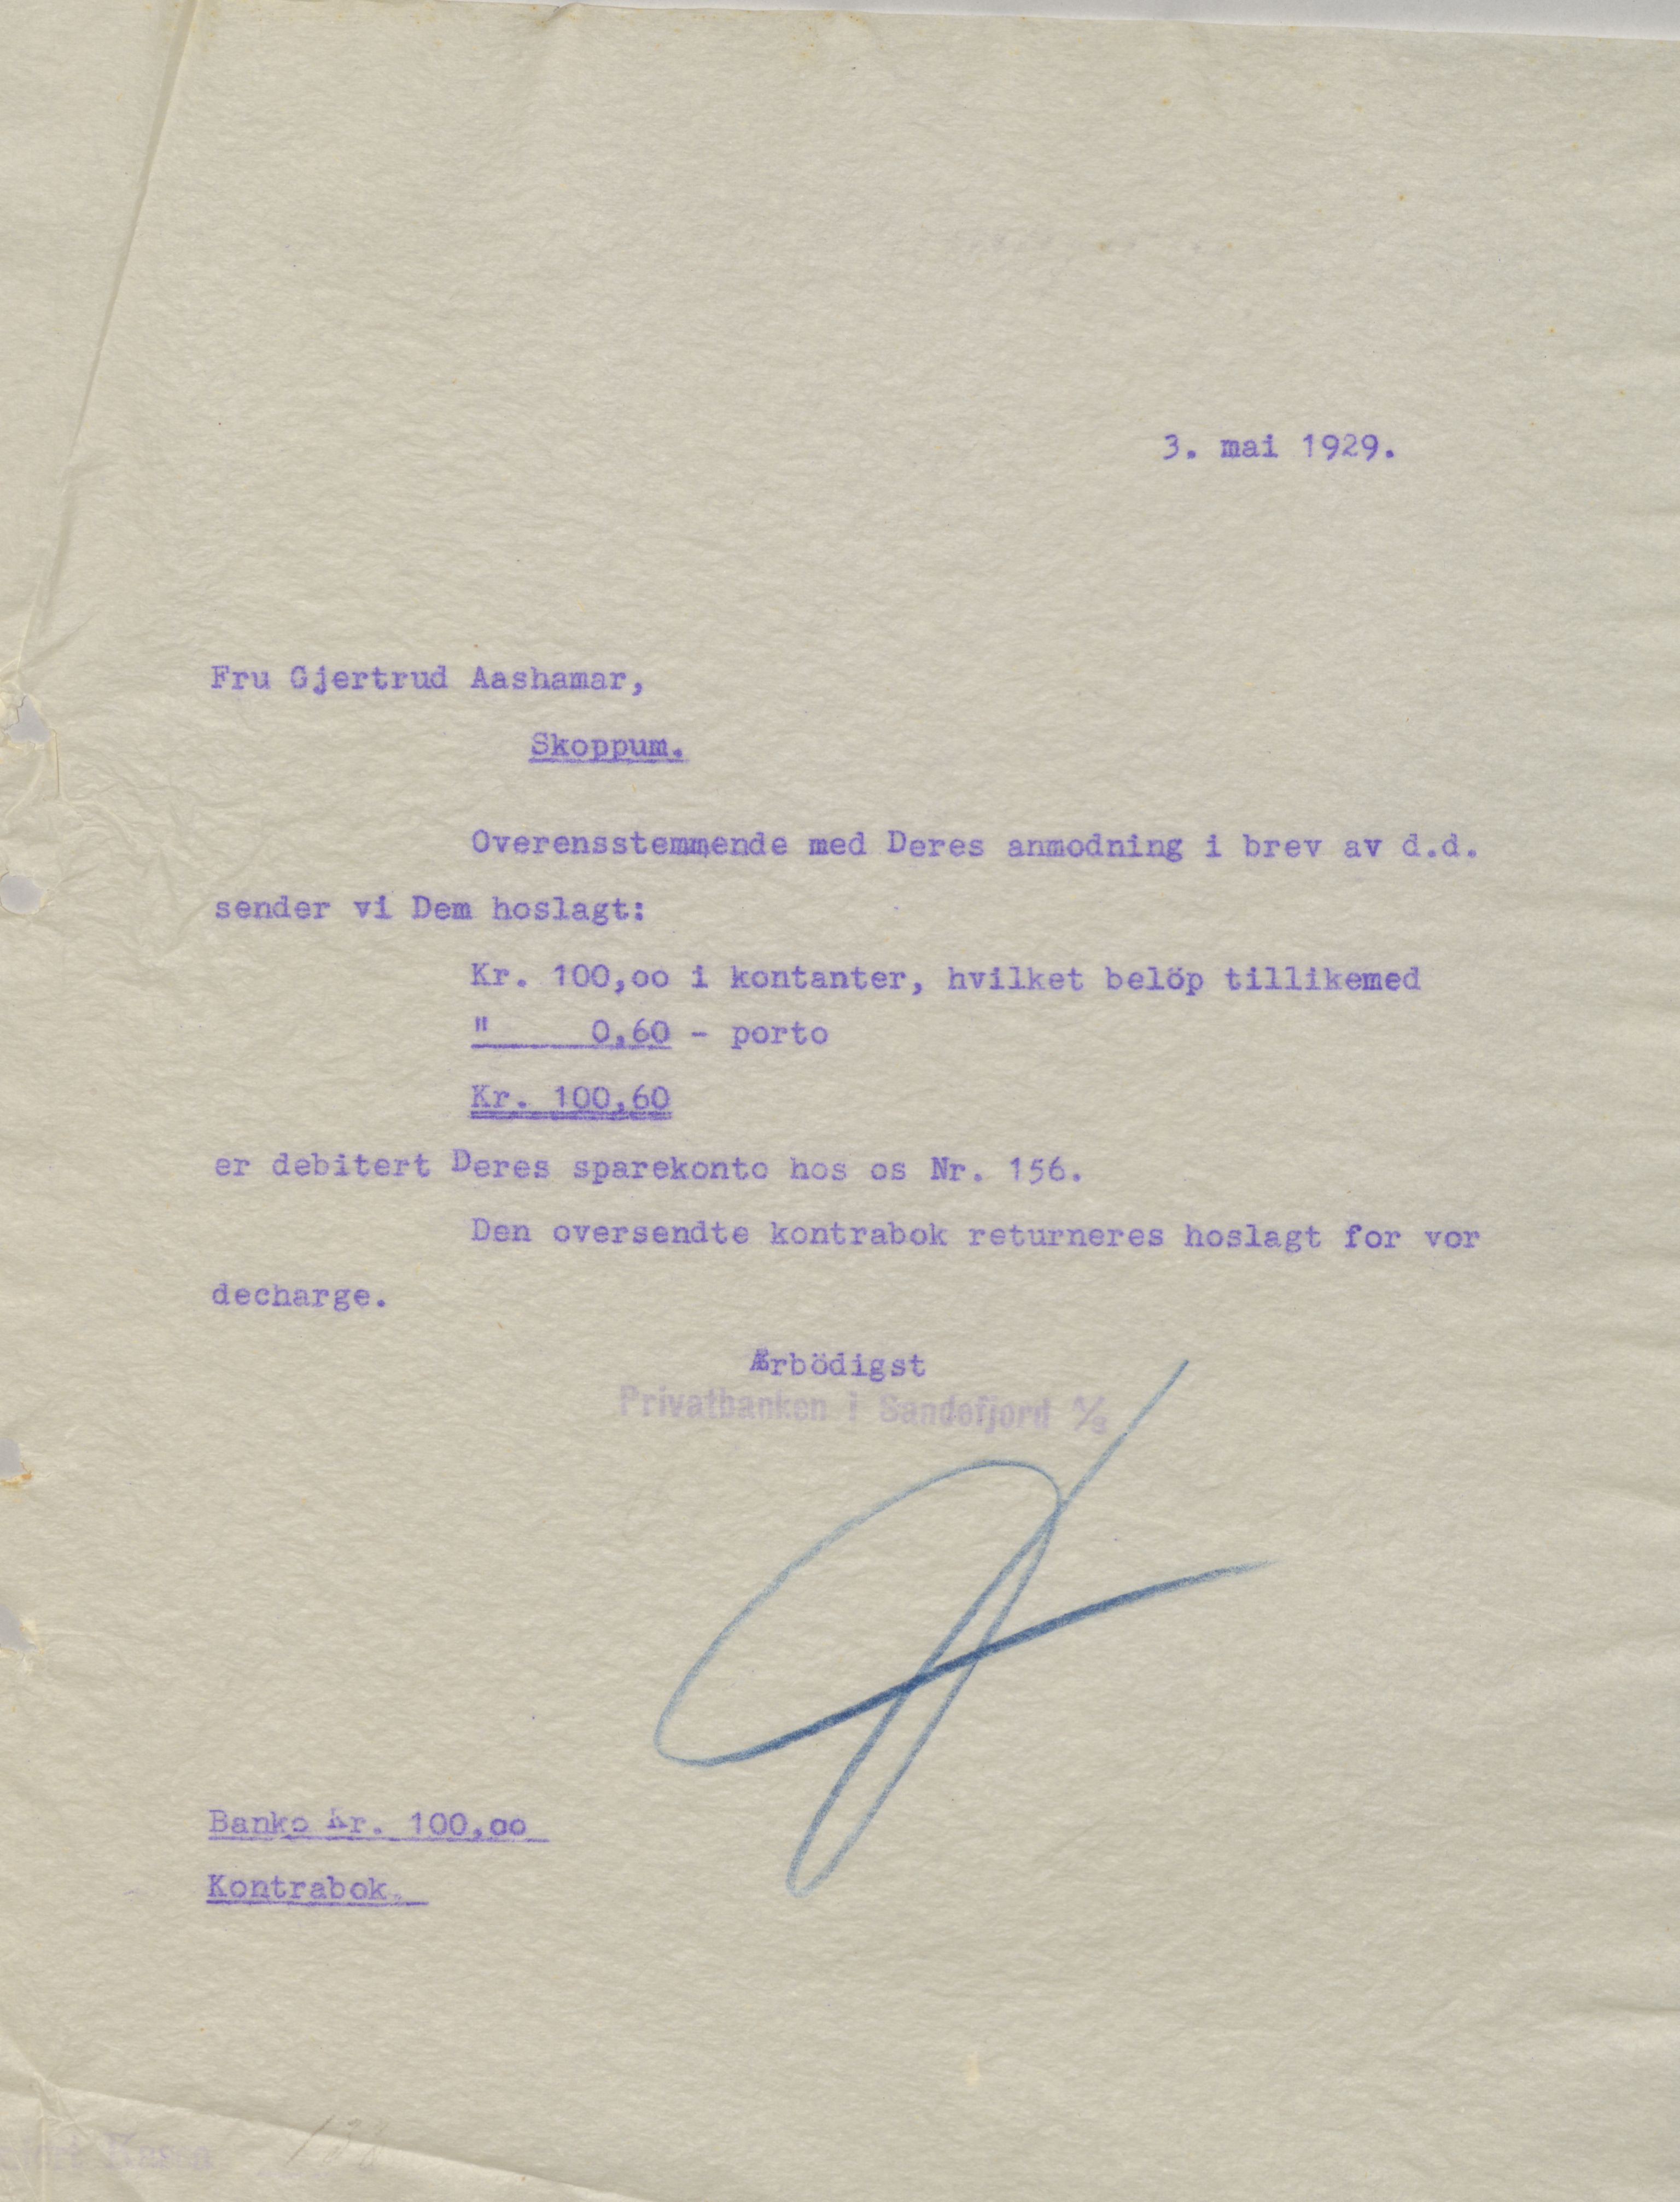 3. mai 1929.
Fru Gjertrud Aashamar,
Skoppum.
Overensstemmende med Deres anmodning i brev av d.d.
sender vi Dem hoslagt:
Kr. 100,oo i kontanter, hvilket belöp tillikemed
" 0,60 - porto
Kr. 100,60
er debitert Deres sparekonto hos os Nr. 156.
Den oversendte kontrabok returneres hoslagt for vor
decharge.
Ærbödigst
Privatbanken i Sandefjord A/S
Banko Kr. 100,oo
Kontrabok.